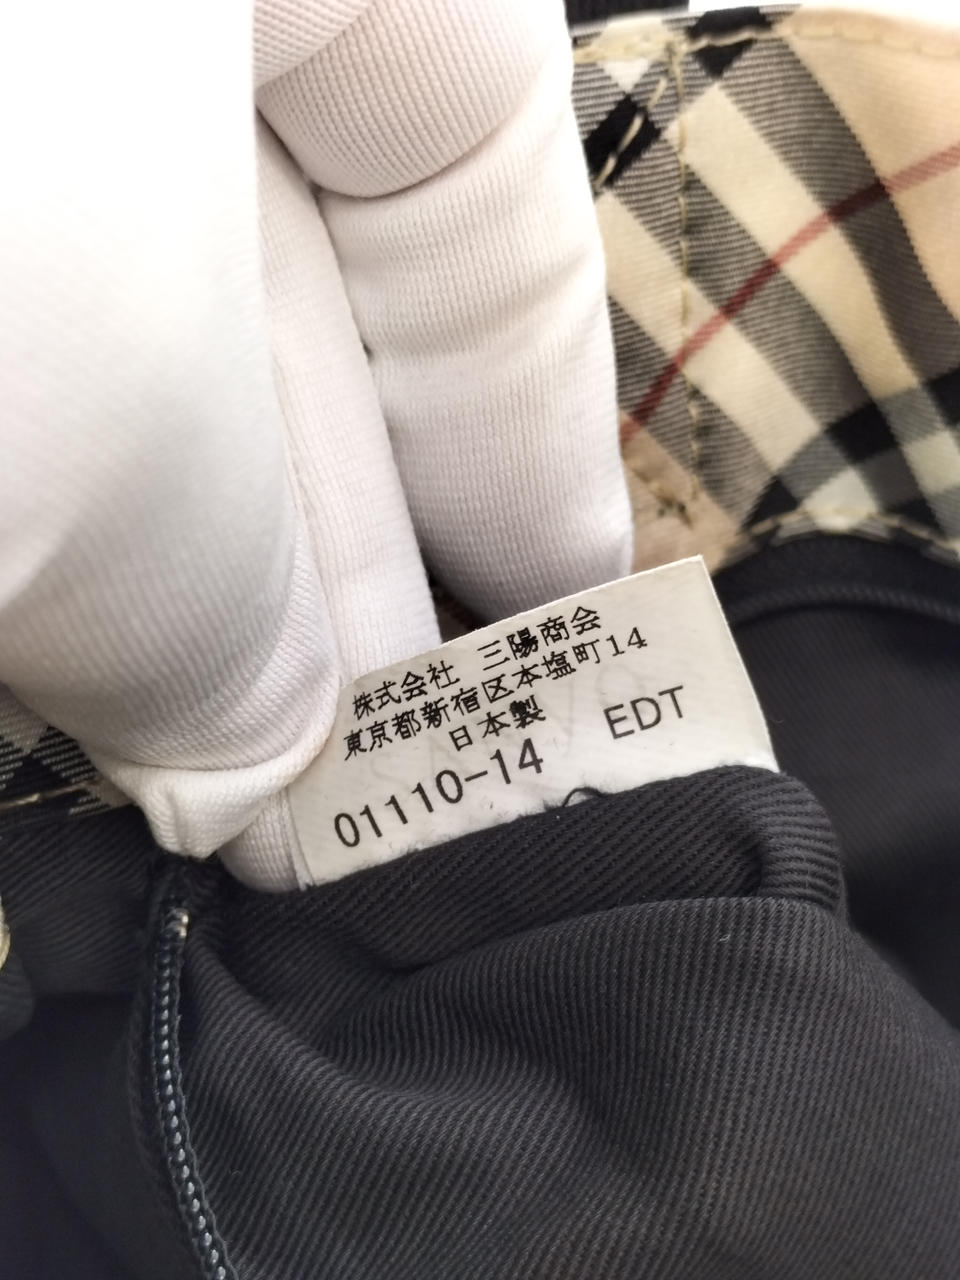 株式会社 三陽商会
東京都新宿区本塩町14
日本製
01110-14 EDT